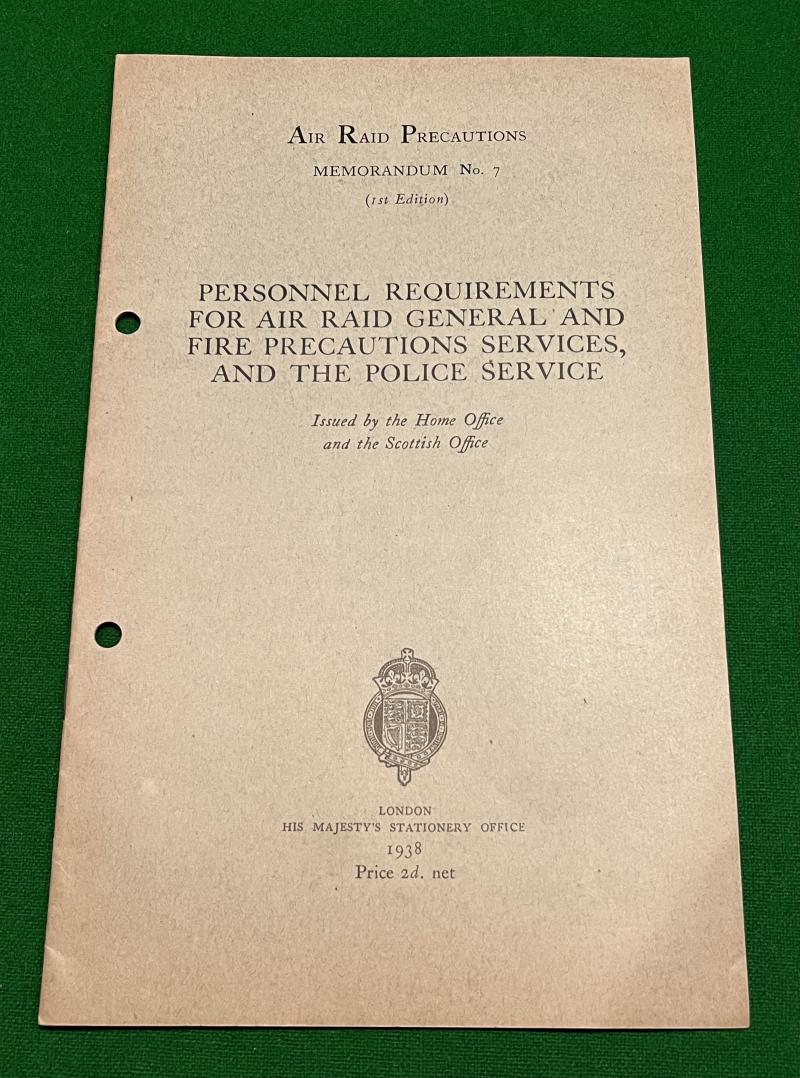 Air Raid Precautions
MEMORANDUM No. 7
(1st Edition)
PERSONNEL REQUIREMENTS
FOR AIR RAID GENERAL AND
FIRE PRECAUTIONS SERVICES,
AND THE POLICE SERVICE
Issued by the Home Office
and the Scottish Office
LONDON
HIS MAJESTY'S STATIONERY OFFICE
1938
Price 2d. net